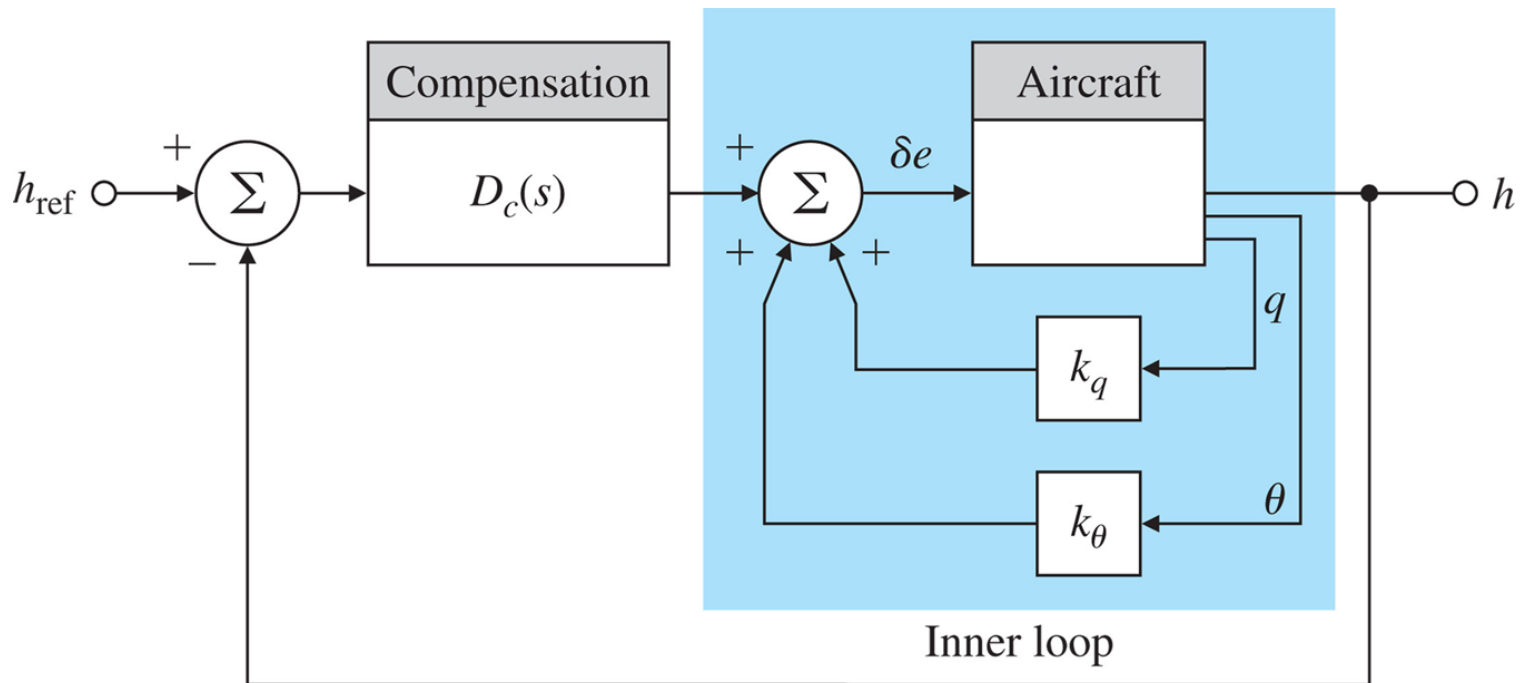 Compensation
Aircraft
+
+
δe
h_ref
Σ
D_c(s)
Σ
h
−
+
+
q
k_q
θ
k_θ
Inner loop